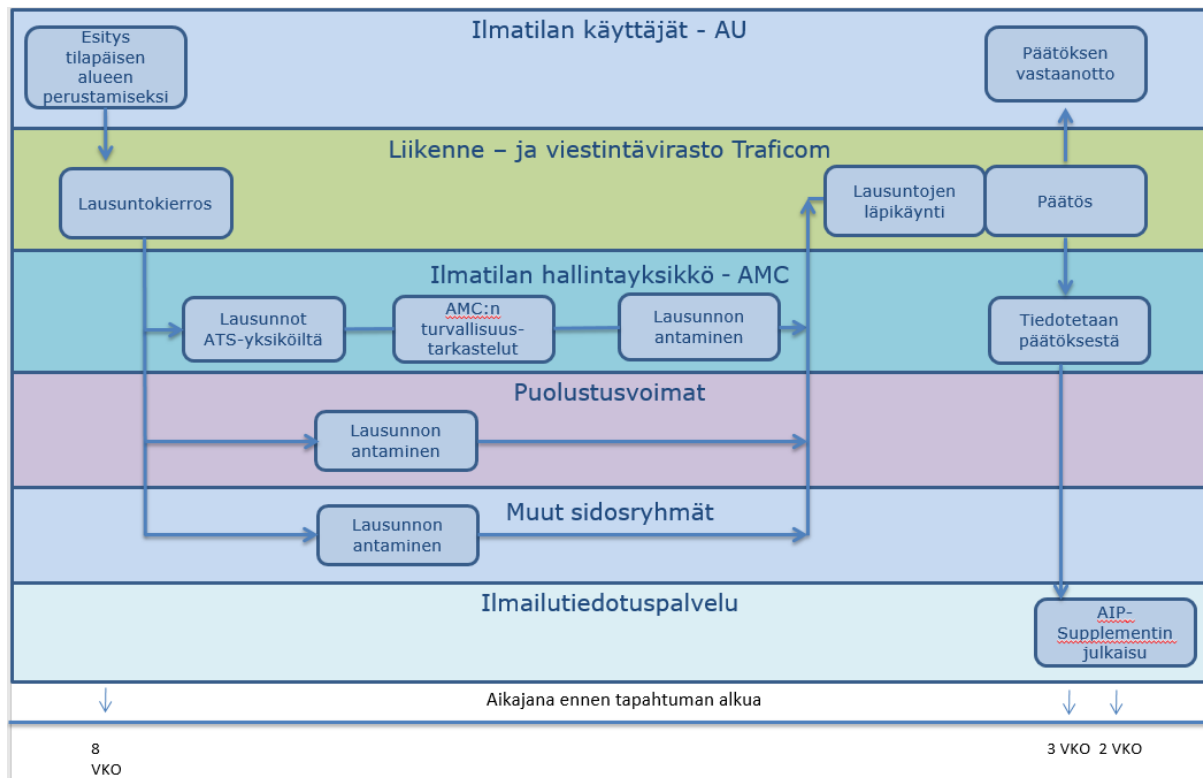 Ilmatilan käyttäjät - AU
Esitys
tilapäisen
alueen
perustamiseksi
Päätöksen
vastaanotto
Liikenne – ja viestintävirasto Traficom
Lausuntokierros
Lausuntojen
läpikäynti
Päätös
Ilmatilan hallintayksikkö - AMC
Lausunnot
ATS-yksiköiltä
AMC:n
turvallisuus-
tarkastelut
Lausunnon
antaminen
Tiedotetaan
päätöksestä
Puolustusvoimat
Lausunnon
antaminen
Muut sidosryhmät
Lausunnon
antaminen
Ilmailutiedotuspalvelu
AIP-
Supplementin
julkaisu
Aikajana ennen tapahtuman alkua
8
VKO
3 VKO
2 VKO